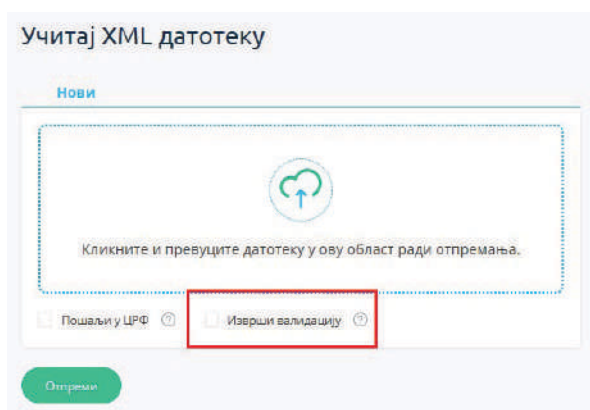 Учитај XML датотеку
Нови
Кликните и превуците датотеку у ову област ради отпремања.
Пошаљи у ЦРФ ? Изврши валидацију ?
Отпреми